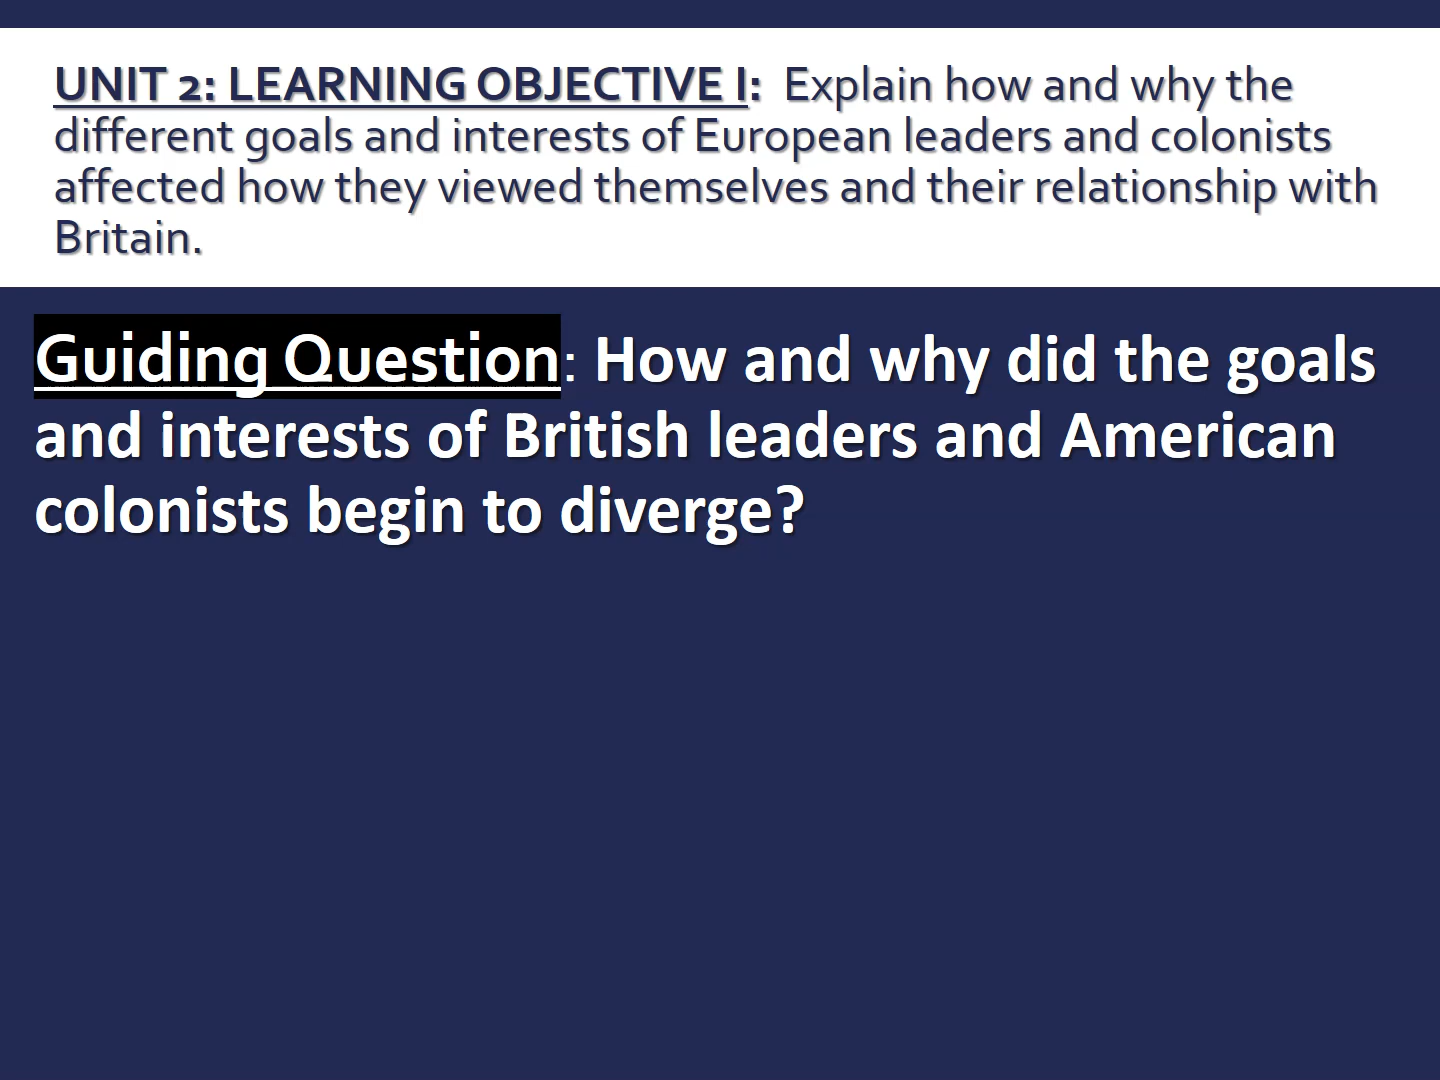 UNIT 2: LEARNING OBJECTIVE I: Explain how and why the
different goals and interests of European leaders and colonists
affected how they viewed themselves and their relationship with
Britain.
Guiding Question: How and why did the goals
and interests of British leaders and American
colonists begin to diverge?